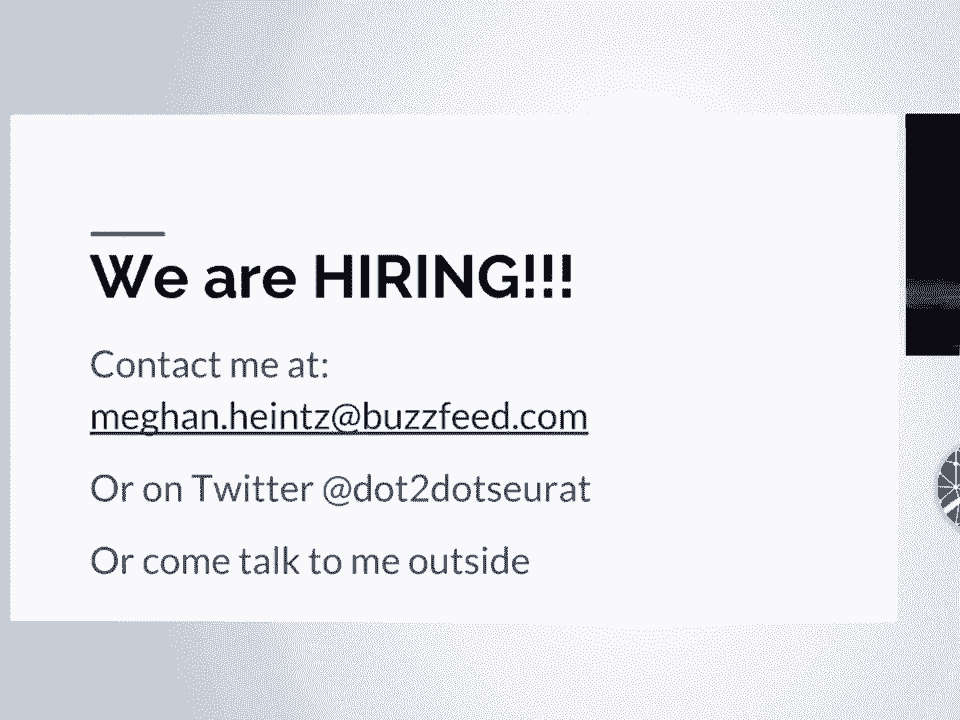 We are HIRING!!!
Contact me at:
meghan.heintz@buzzfeed.com
Or on Twitter @dot2dotseurat
Or come talk to me outside